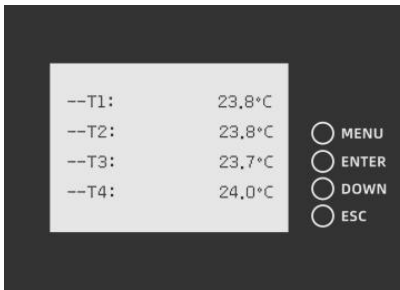 --T1: 23.8°C
--T2: 23.8°C
--T3: 23.7°C
--T4: 24.0°C
MENU
ENTER
DOWN
ESC